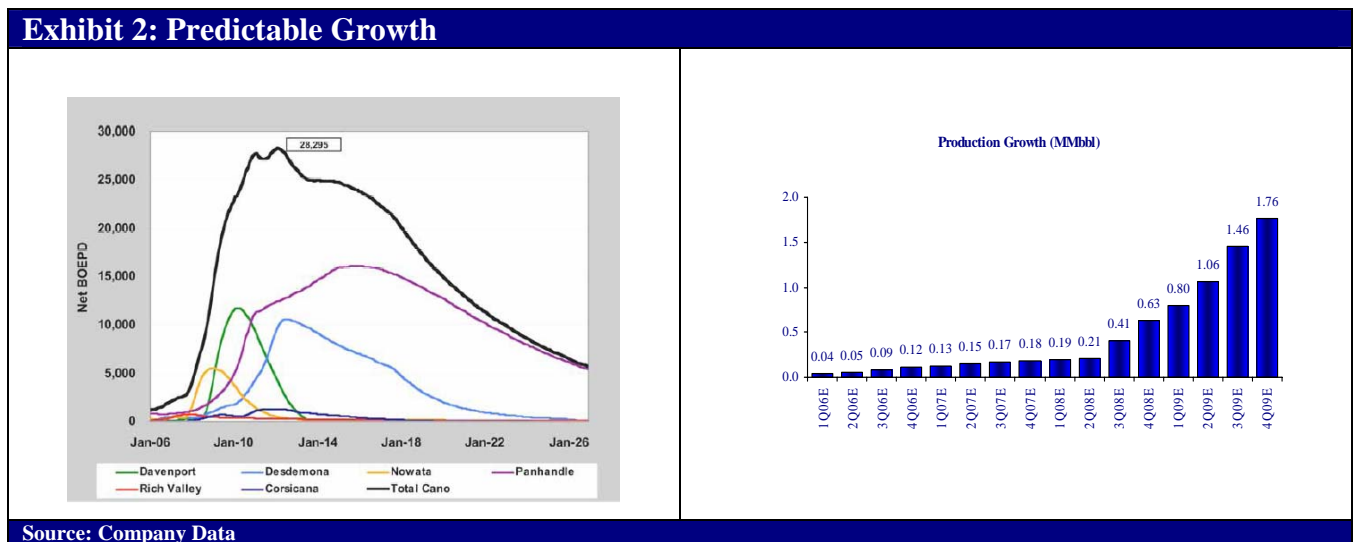 Exhibit 2: Predictable Growth
30,000
25,000
20,000
15,000
10,000
5,000
0
Net BOEPD
28,295
Jan-06 Jan-10 Jan-14 Jan-18 Jan-22 Jan-26
Davenport Desdemona Nowata Panhandle
Rich Valley Corsicana Total Cano
Production Growth (MMbbl)
2.0
1.5
1.0
0.5
0.0
0.04 0.05 0.09 0.12 0.13 0.15 0.17 0.18 0.19 0.21 0.41 0.63 0.80 1.06 1.46 1.76
1Q06E 2Q06E 3Q06E 4Q06E 1Q07E 2Q07E 3Q07E 4Q07E 1Q08E 2Q08E 3Q08E 4Q08E 1Q09E 2Q09E 3Q09E 4Q09E
Source: Company Data